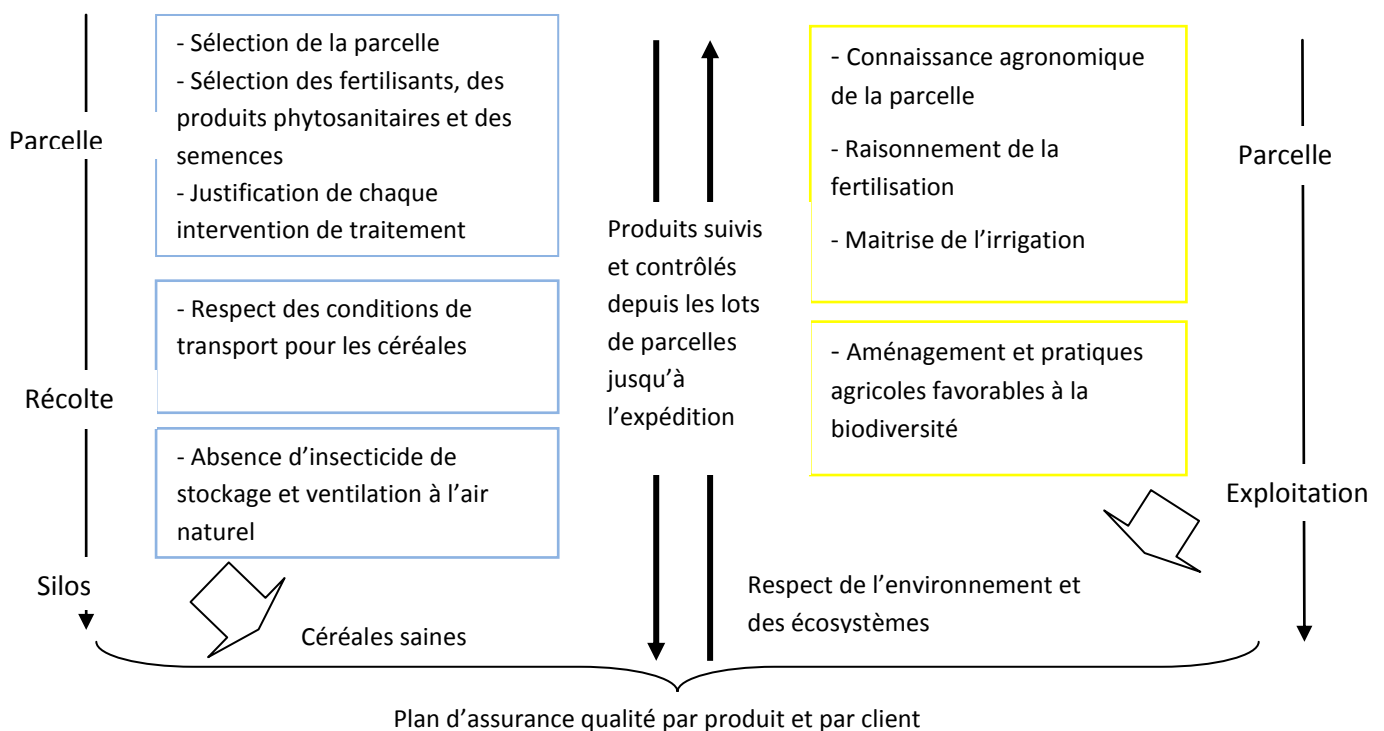 Parcelle
- Sélection de la parcelle
- Sélection des fertilisants, des
produits phytosanitaires et des
semences
- Justification de chaque
intervention de traitement
Récolte
- Respect des conditions de
transport pour les céréales
- Absence d’insecticide de
stockage et ventilation à l’air
naturel
Silos
Céréales saines
Produits suivis
et contrôlés
depuis les lots
de parcelles
jusqu’à
l’expédition
- Connaissance agronomique
de la parcelle
- Raisonnement de la
fertilisation
- Maitrise de l’irrigation
Parcelle
- Aménagement et pratiques
agricoles favorables à la
biodiversité
Exploitation
Respect de l’environnement et
des écosystèmes
Plan d’assurance qualité par produit et par client